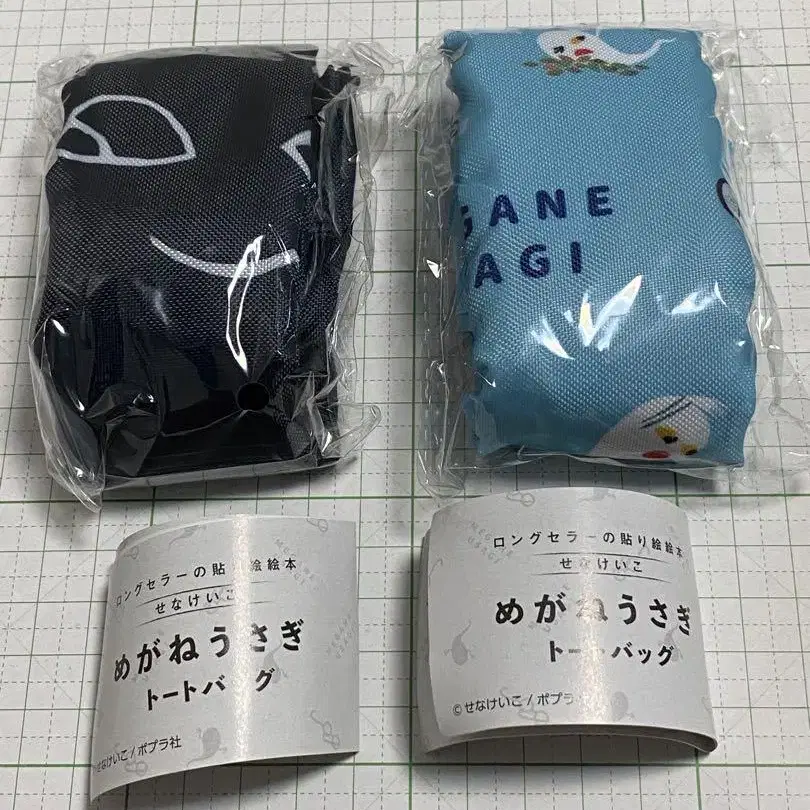 GANE
AGI
ロングセラーの貼り絵絵本
せなけいこ
めがねうさぎ
トートバッグ
せなけいこ/ポプラ社
ロングセラーの貼り絵絵本
せなけいこ
めがねうさぎ
トートバッグ
©せなけいこ/ポプラ